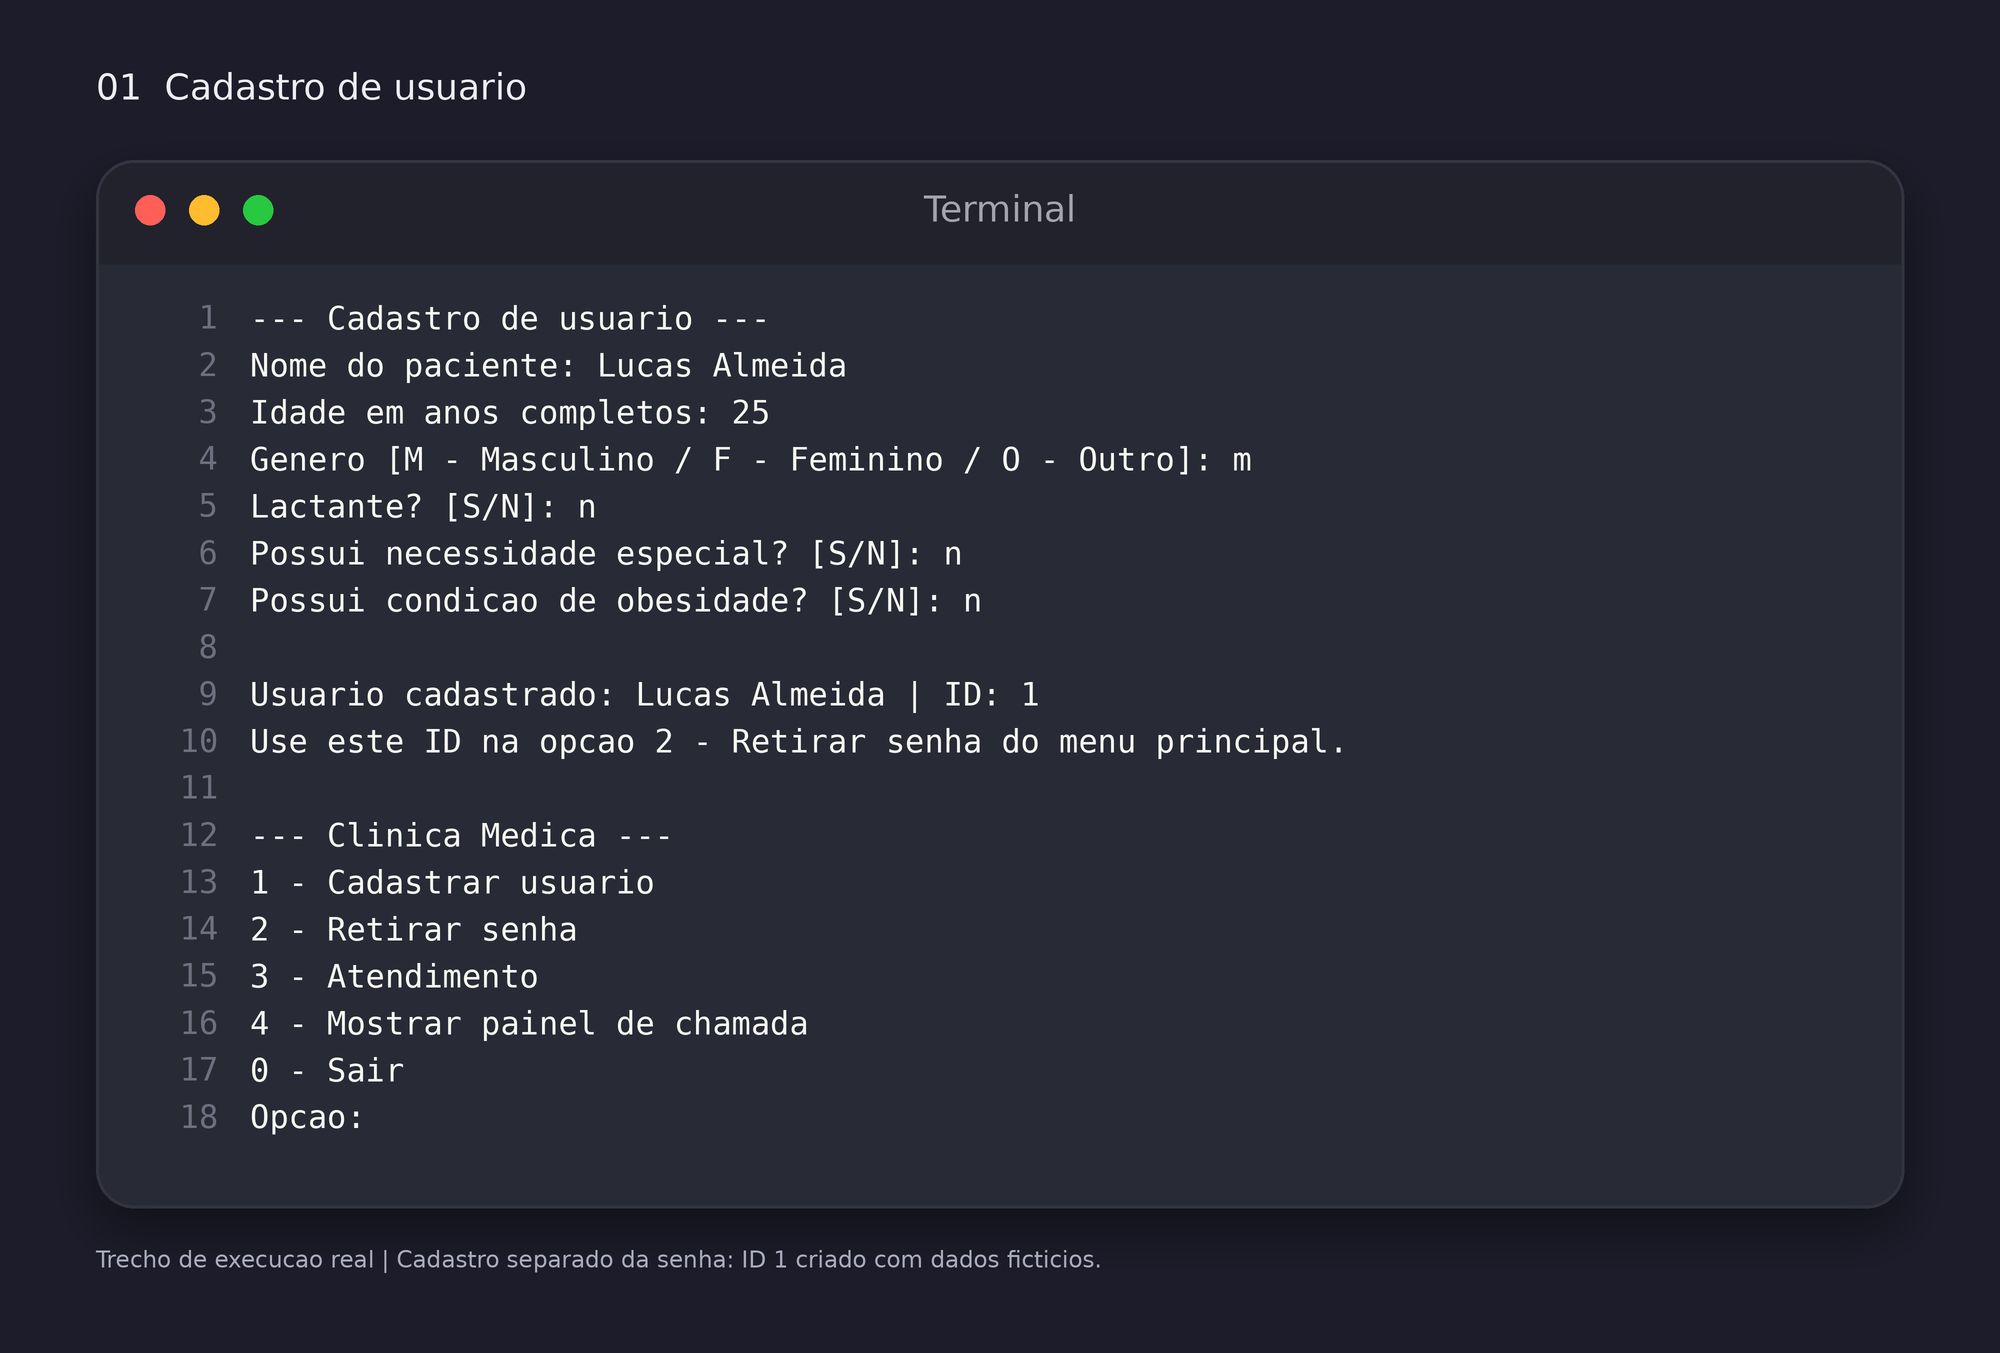 01 Cadastro de usuario
Terminal
1 --- Cadastro de usuario ---
2 Nome do paciente: Lucas Almeida
3 Idade em anos completos: 25
4 Genero [M - Masculino / F - Feminino / O - Outro]: m
5 Lactante? [S/N]: n
6 Possui necessidade especial? [S/N]: n
7 Possui condicao de obesidade? [S/N]: n
8
9 Usuario cadastrado: Lucas Almeida | ID: 1
10 Use este ID na opcao 2 - Retirar senha do menu principal.
11
12 --- Clinica Medica ---
13 1 - Cadastrar usuario
14 2 - Retirar senha
15 3 - Atendimento
16 4 - Mostrar painel de chamada
17 0 - Sair
18 Opcao:
Trecho de execucao real | Cadastro separado da senha: ID 1 criado com dados ficticios.